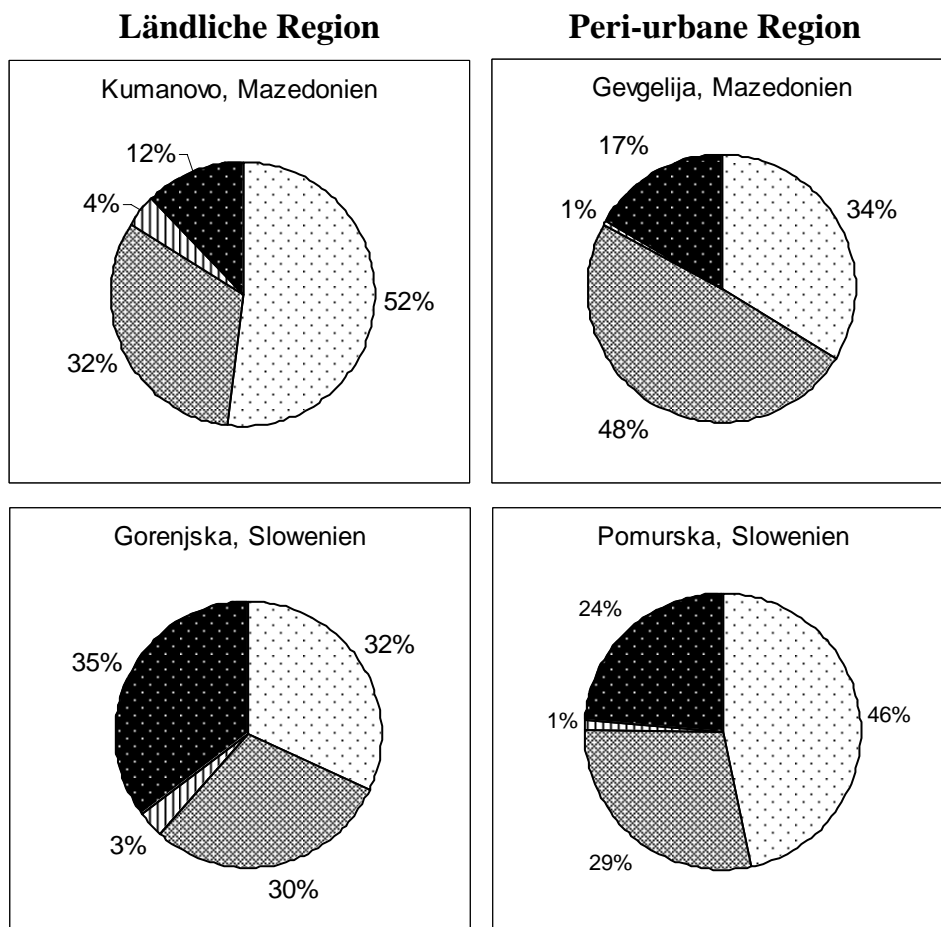 Ländliche Region
Peri-urbane Region
Kumanovo, Mazedonien
12%
4%
52%
32%
Gevgelija, Mazedonien
17%
1%
34%
48%
Gorenjska, Slowenien
35%
32%
3%
30%
Pomurska, Slowenien
24%
1%
46%
29%